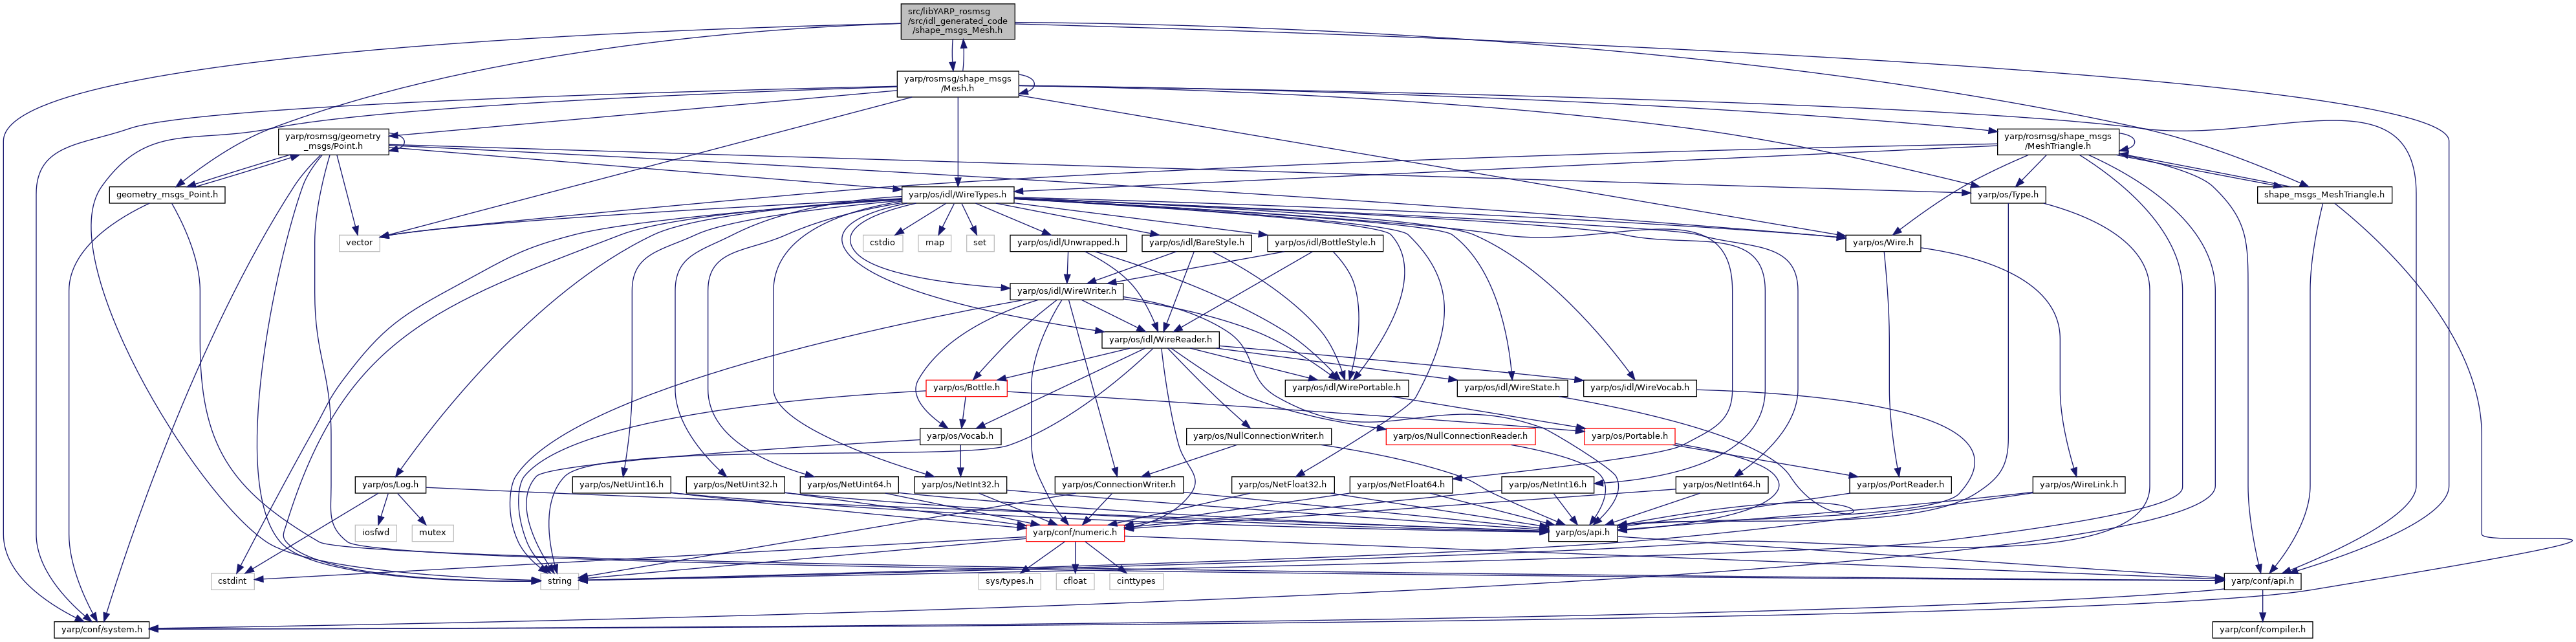 src/libYARP_rosmsg
/src/idl_generated_code
/shape_msgs_Mesh.h
yarp/rosmsg/shape_msgs
/Mesh.h
yarp/rosmsg/geometry
_msgs/Point.h
yarp/rosmsg/shape_msgs
/MeshTriangle.h
geometry_msgs_Point.h
yarp/os/idl/WireTypes.h
yarp/os/Type.h
shape_msgs_MeshTriangle.h
vector
cstdio
map
set
yarp/os/idl/Unwrapped.h
yarp/os/idl/BareStyle.h
yarp/os/idl/BottleStyle.h
yarp/os/Wire.h
yarp/os/idl/WireWriter.h
yarp/os/idl/WireReader.h
yarp/os/Bottle.h
yarp/os/idl/WirePortable.h
yarp/os/idl/WireState.h
yarp/os/idl/WireVocab.h
yarp/os/Vocab.h
yarp/os/NullConnectionWriter.h
yarp/os/NullConnectionReader.h
yarp/os/Portable.h
yarp/os/Log.h
yarp/os/NetUint16.h
yarp/os/NetUint32.h
yarp/os/NetUint64.h
yarp/os/NetInt32.h
yarp/os/ConnectionWriter.h
yarp/os/NetFloat32.h
yarp/os/NetFloat64.h
yarp/os/NetInt16.h
yarp/os/NetInt64.h
yarp/os/PortReader.h
yarp/os/WireLink.h
iosfwd
mutex
yarp/conf/numeric.h
yarp/os/api.h
cstdint
string
sys/types.h
cfloat
cinttypes
yarp/conf/api.h
yarp/conf/system.h
yarp/conf/compiler.h